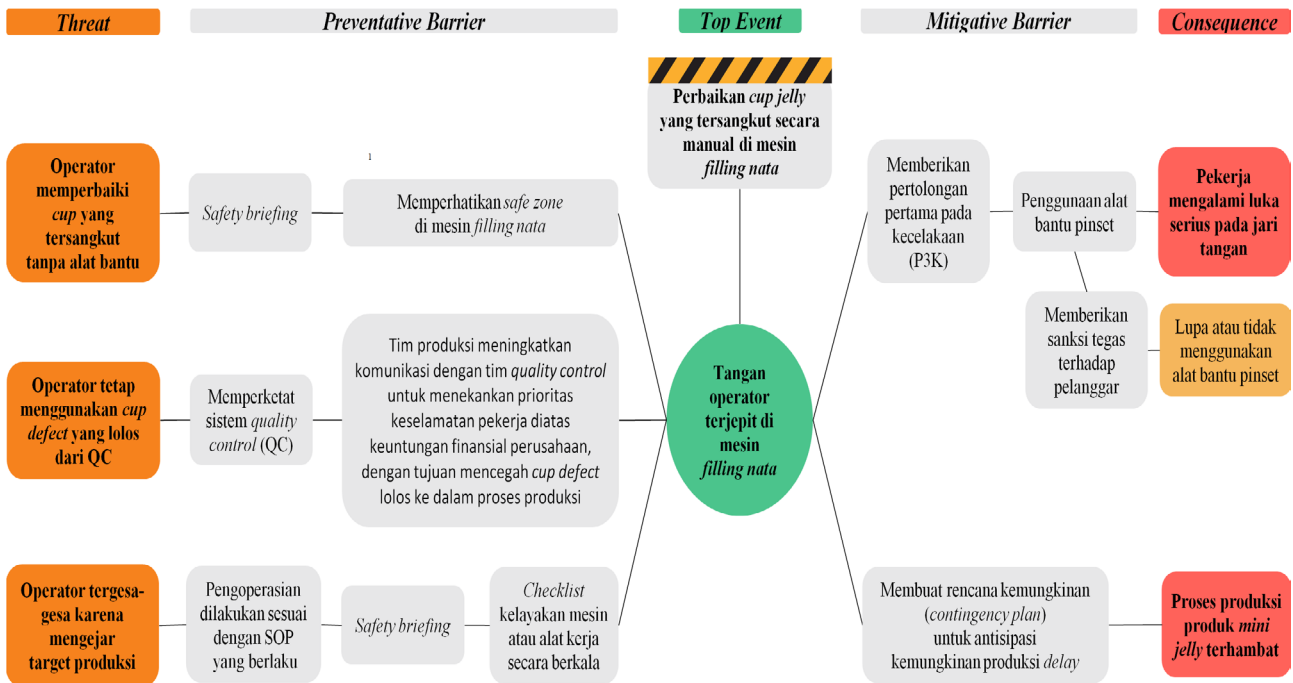 Threat
Preventative Barrier
Top Event
Mitigative Barrier
Consequence
Perbaikan cup jelly
yang tersangkut secara
manual di mesin
filling nata
1
Operator
memperbaiki
cup yang
tersangkut
tanpa alat bantu
Safety briefing
Memperhatikan safe zone
di mesin filling nata
Memberikan
pertolongan
pertama pada
kecelakaan
(P3K)
Penggunaan alat
bantu pinset
Pekerja
mengalami luka
serius pada jari
tangan
Memberikan
sanksi tegas
terhadap
pelanggar
Lupa atau tidak
menggunakan
alat bantu pinset
Operator tetap
menggunakan cup
defect yang lolos
dari QC
Memperketat
sistem quality
control (QC)
Tim produksi meningkatkan
komunikasi dengan tim quality control
untuk menekankan prioritas
keselamatan pekerja diatas
keuntungan finansial perusahaan,
dengan tujuan mencegah cup defect
lolos ke dalam proses produksi
Tangan
operator
terjepit di
mesin
filling nata
Operator tergesa-
gesa karena
mengejar
target produksi
Pengoperasian
dilakukan sesuai
dengan SOP
yang berlaku
Safety briefing
Checklist
kelayakan mesin
atau alat kerja
secara berkala
Membuat rencana kemungkinan
(contingency plan)
untuk antisipasi
kemungkinan produksi delay
Proses produksi
produk mini
jelly terhambat